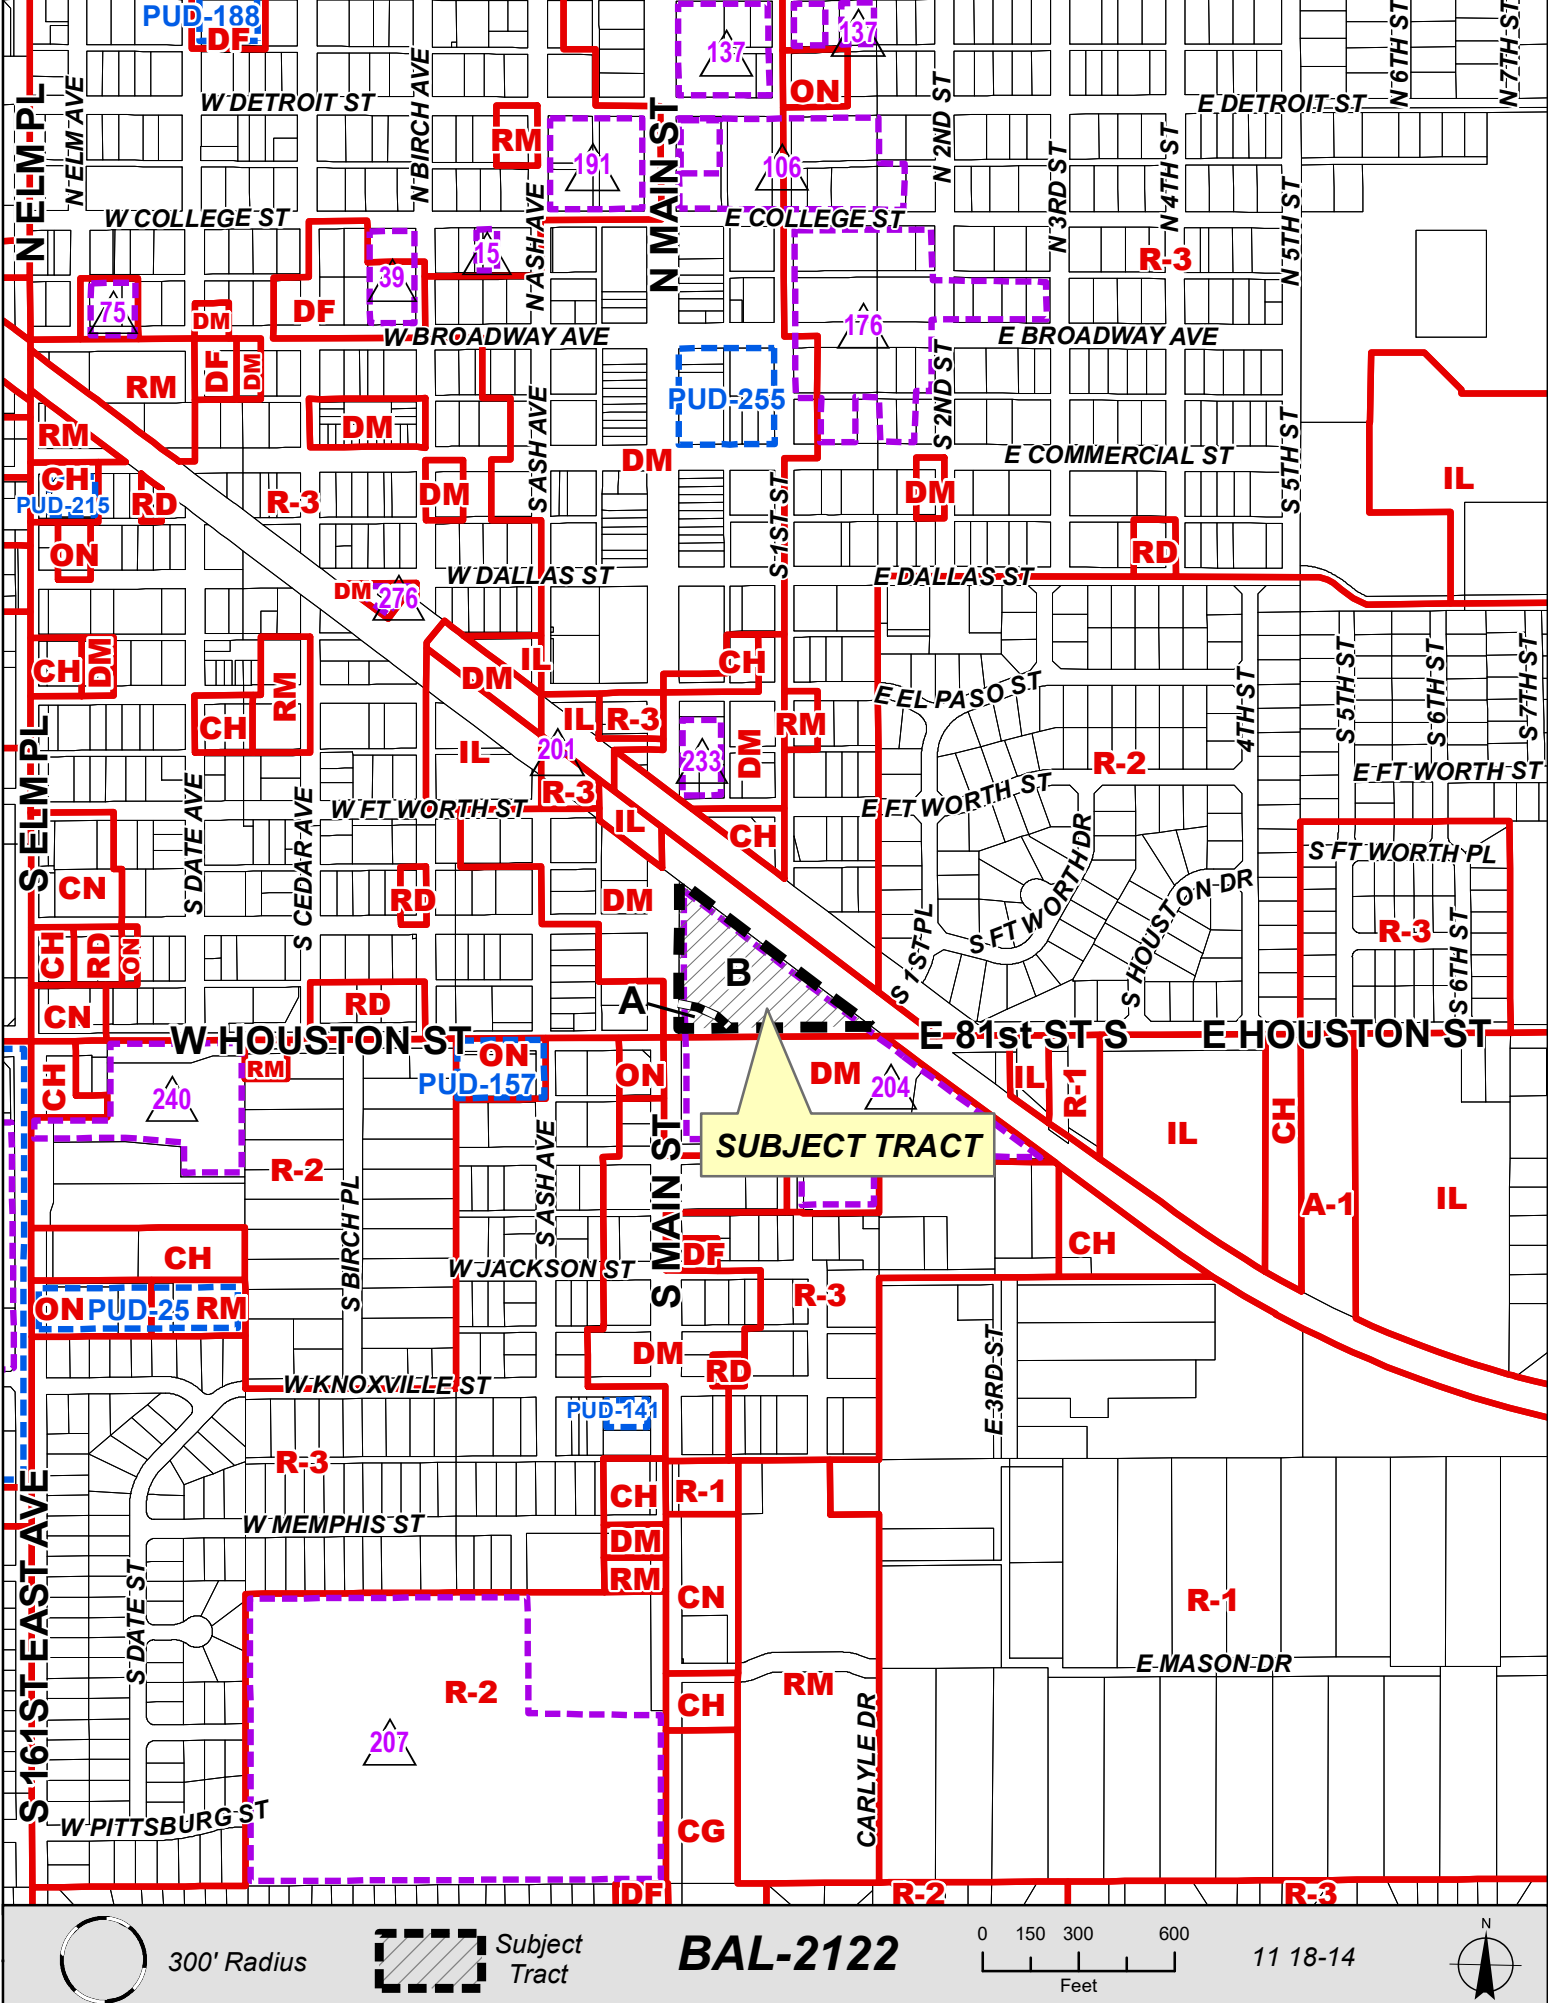 PUD-188
DF
137
137
ON
N 6TH ST
N 7TH ST
N ELM PL
N ELM AVE
W DETROIT ST
N BIRCH AVE
RM
191
N MAIN ST
106
N 2ND ST
E DETROIT ST
N 3RD ST
N 4TH ST
N 5TH ST
W COLLEGE ST
N ASH AVE
E COLLEGE ST
R-3
75
39
15
DM
DF
W BROADWAY AVE
176
E BROADWAY AVE
RM
DF
DM
PUD-255
S 2ND ST
S ASH AVE
DM
RM
DM
E COMMERCIAL ST
S 5TH ST
IL
CH
PUD-215
RD
R-3
DM
S 1ST ST
DM
ON
RD
W DALLAS ST
E DALLAS ST
DM
276
CH
DM
RM
CH
DM
IL
CH
E EL PASO ST
S 5TH ST
S 6TH ST
S 7TH ST
4TH ST
IL
R-3
RM
IL
201
233
DM
R-2
E FT WORTH ST
S ELM PL
S DATE AVE
S CEDAR AVE
W FT WORTH ST
R-3
IL
CH
E FT WORTH ST
S FT WORTH DR
S FT WORTH PL
CN
RD
DM
S HOUSTON DR
R-3
S 6TH ST
CH
RD
ON
B
S 1ST PL
CN
RD
A
W HOUSTON ST
E 81st ST S
E HOUSTON ST
CH
240
RM
ON
PUD-157
ON
DM
204
IL
R-1
IL
CH
A-1
IL
SUBJECT TRACT
R-2
S BIRCH PL
S ASH AVE
S MAIN ST
CH
W JACKSON ST
DF
CH
ON
PUD-25
RM
R-3
DM
RD
E 3RD ST
W KNOXVILLE ST
PUD-141
R-3
CH
R-1
S 161ST EAST AVE
W MEMPHIS ST
DM
RM
CN
S DATE ST
R-1
E MASON DR
R-2
RM
CH
207
CARLYLE DR
W PITTSBURG ST
CG
DF
R-2
R-3
300' Radius
Subject
Tract
BAL-2122
0 150 300 600
Feet
11 18-14
N